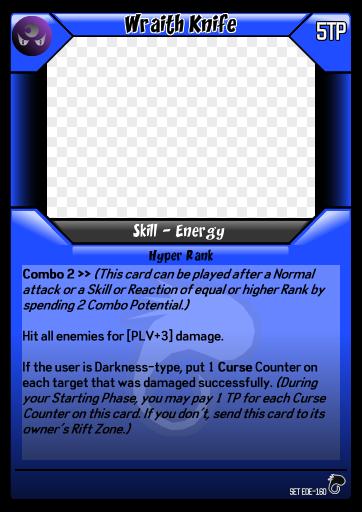 Wraith Knife
5TP
Skill - Energy
Hyper Rank
Combo 2 >> (This card can be played after a Normal
attack or a Skill or Reaction of equal or higher Rank by
spending 2 Combo Potential.)
Hit all enemies for [PLV+3] damage.
If the user is Darkness-type, put 1 Curse Counter on
each target that was damaged successfully. (During
your Starting Phase, you may pay 1 TP for each Curse
Counter on this card. If you don't, send this card to its
owner's Rift Zone.)
SET EOE-160